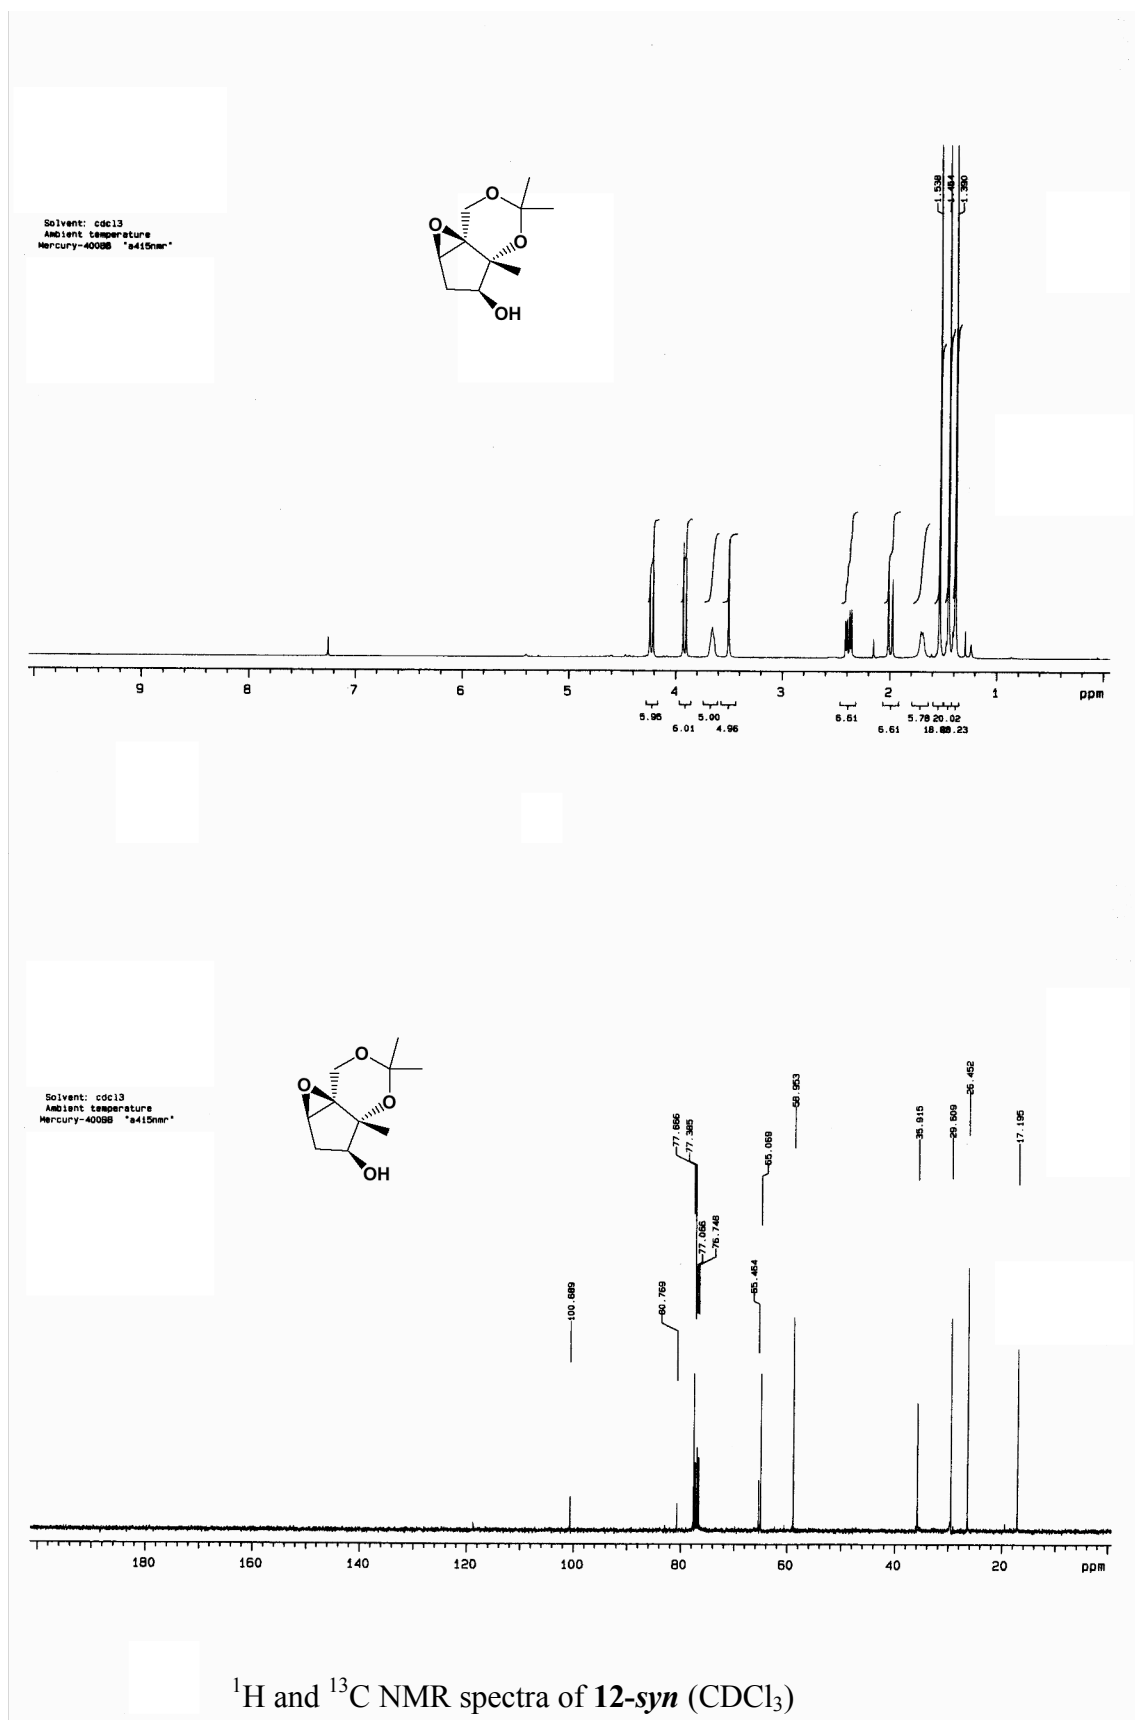 Solvent: cdcl3
Ambient temperature
Mercury-400BB "a415nmr"
O
O
O
OH
1.538
1.454
1.390
9 8 7 6 5 4 3 2 1 ppm
5.96 5.00 6.61 5.78 20.02
6.01 4.96 6.61
Solvent: cdcl3
Ambient temperature
Mercury-400BB "a415nmr"
O
O
O
OH
100.689
80.769
77.666
77.385
77.066
76.748
65.464
65.069
58.953
35.915
29.609
26.452
17.195
180 160 140 120 100 80 60 40 20 ppm
1H and 13C NMR spectra of 12-syn (CDCl3)